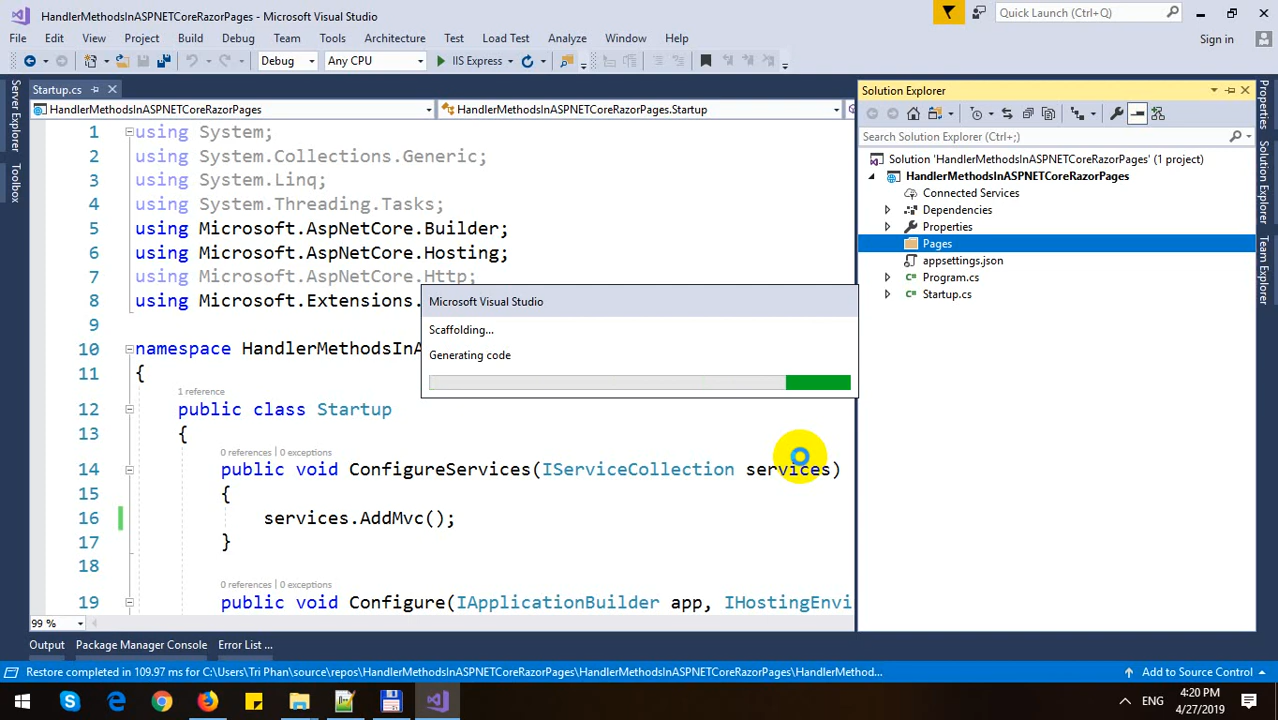 HandlerMethodsInASPNETCoreRazorPages - Microsoft Visual Studio
Quick Launch (Ctrl+Q)
File Edit View Project Build Debug Team Tools Architecture Test Load Test Analyze Window Help
Sign in
Debug Any CPU IIS Express
Server Explorer
Toolbox
Startup.cs
HandlerMethodsInASPNETCoreRazorPages
HandlerMethodsInASPNETCoreRazorPages.Startup
1 using System;
2 using System.Collections.Generic;
3 using System.Linq;
4 using System.Threading.Tasks;
5 using Microsoft.AspNetCore.Builder;
6 using Microsoft.AspNetCore.Hosting;
7 using Microsoft.AspNetCore.Http;
8 using Microsoft.Extensions.
9
10 namespace HandlerMethodsInA
11 {
1 reference
12 public class Startup
13 {
0 references | 0 exceptions
14 public void ConfigureServices(IServiceCollection services)
15 {
16 services.AddMvc();
17 }
18
0 references | 0 exceptions
19 public void Configure(IApplicationBuilder app, IHostingEnvi
99 %
Microsoft Visual Studio
Scaffolding...
Generating code
Solution Explorer
Search Solution Explorer (Ctrl+;)
Solution 'HandlerMethodsInASPNETCoreRazorPages' (1 project)
HandlerMethodsInASPNETCoreRazorPages
Connected Services
Dependencies
Properties
Pages
appsettings.json
Program.cs
Startup.cs
Properties
Solution Explorer
Team Explorer
Output Package Manager Console Error List ...
Restore completed in 109.97 ms for C:\Users\Tri Phan\source\repos\HandlerMethodsInASPNETCoreRazorPages\HandlerMethodsInASPNETCoreRazorPages\HandlerMethod...
Add to Source Control
ENG
4:20 PM
4/27/2019